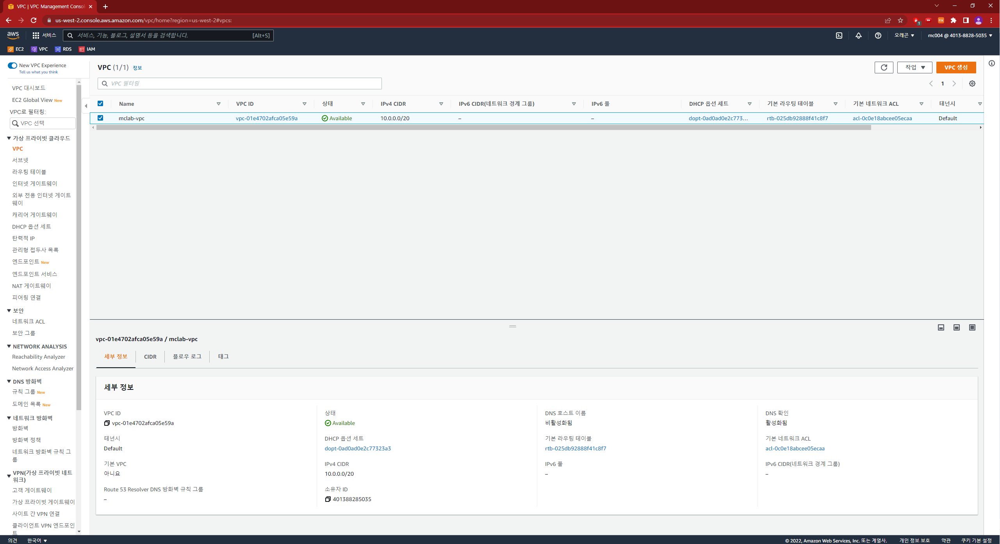 VPC | VPC Management Conso
us-west-2.console.aws.amazon.com/vpc/home?region=us-west-2#vpcs:
aws 서비스 서비스, 기능, 블로그, 설명서 등을 검색합니다. [Alt+S] 오레곤 mc004 @ 4013-8828-5035
EC2 VPC RDS IAM
New VPC Experience
Tell us what you think
VPC 대시보드
EC2 Global View New
VPC로 필터링:
VPC 선택
가상 프라이빗 클라우드
VPC
서브넷
라우팅 테이블
인터넷 게이트웨이
외부 전용 인터넷 게이트
웨이
캐리어 게이트웨이
DHCP 옵션 세트
탄력적 IP
관리형 접두사 목록
엔드포인트 New
엔드포인트 서비스
NAT 게이트웨이
피어링 연결
보안
네트워크 ACL
보안 그룹
NETWORK ANALYSIS
Reachability Analyzer
Network Access Analyzer
DNS 방화벽
규칙 그룹 New
도메인 목록 New
네트워크 방화벽
방화벽
방화벽 정책
네트워크 방화벽 규칙 그
룹
VPN(가상 프라이빗 네트
워크)
고객 게이트웨이
가상 프라이빗 게이트웨이
사이트 간 VPN 연결
클라이언트 VPN 엔드포인
트
VPC (1/1) 정보
작업 VPC 생성
VPC 필터링
1
Name VPC ID 상태 IPv4 CIDR IPv6 CIDR(네트워크 경계 그룹) IPv6 풀 DHCP 옵션 세트 기본 라우팅 테이블 기본 네트워크 ACL 테넌시
mclab-vpc vpc-01e4702afca05e59a Available 10.0.0.0/20 – – dopt-0ad0ad0e2c773... rtb-025db92888f41c8f7 acl-0c0e18abcee05ecaa Default
vpc-01e4702afca05e59a / mclab-vpc
세부 정보 CIDR 플로우 로그 태그
세부 정보
VPC ID 상태 DNS 호스트 이름 DNS 확인
vpc-01e4702afca05e59a Available 비활성화됨 활성화됨
테넌시 DHCP 옵션 세트 기본 라우팅 테이블 기본 네트워크 ACL
Default dopt-0ad0ad0e2c77323a3 rtb-025db92888f41c8f7 acl-0c0e18abcee05ecaa
기본 VPC IPv4 CIDR IPv6 풀 IPv6 CIDR(네트워크 경계 그룹)
아니요 10.0.0.0/20 – –
Route 53 Resolver DNS 방화벽 규칙 그룹 소유자 ID
– 401388285035
의견 한국어 © 2022, Amazon Web Services, Inc. 또는 계열사. 개인 정보 보호 약관 쿠키 기본 설정